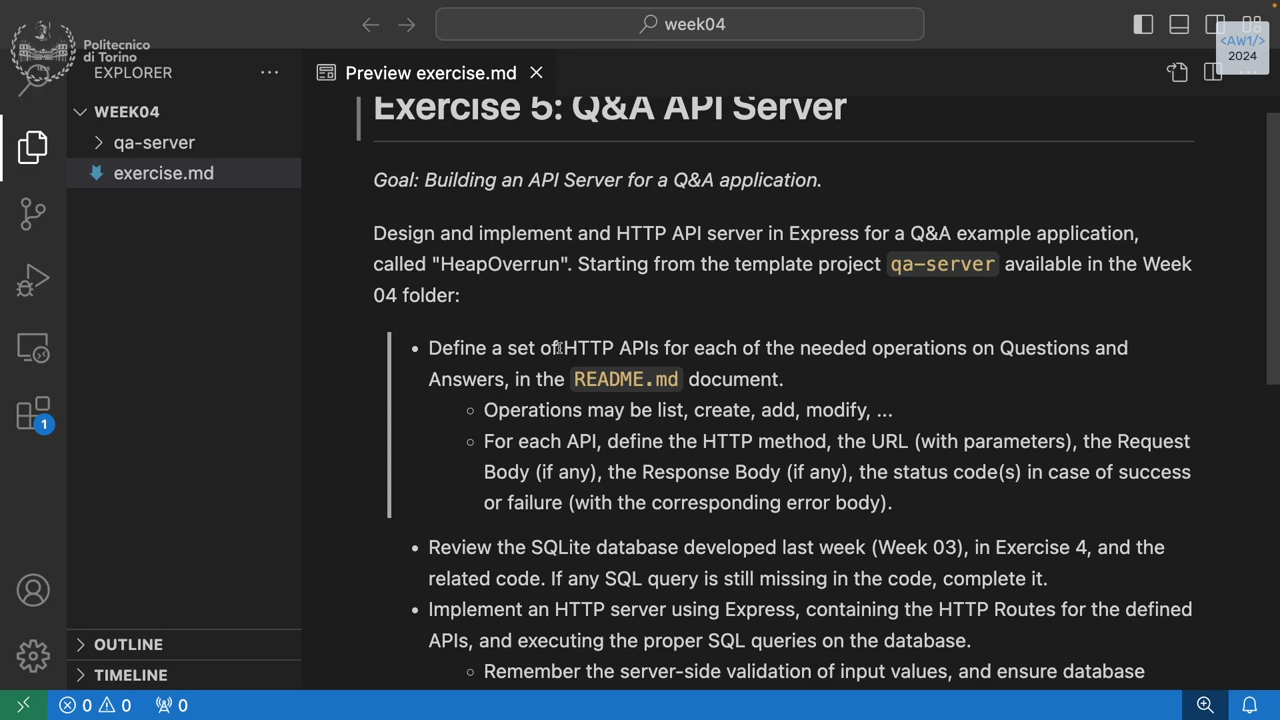 week04
Politecnico
di Torino
<AW1/>
2024
EXPLORER
Preview exercise.md
WEEK04
qa-server
exercise.md
Exercise 5: Q&A API Server
Goal: Building an API Server for a Q&A application.
Design and implement and HTTP API server in Express for a Q&A example application,
called "HeapOverrun". Starting from the template project qa-server available in the Week
04 folder:
• Define a set of HTTP APIs for each of the needed operations on Questions and
Answers, in the README.md document.
◦ Operations may be list, create, add, modify, ...
◦ For each API, define the HTTP method, the URL (with parameters), the Request
Body (if any), the Response Body (if any), the status code(s) in case of success
or failure (with the corresponding error body).
• Review the SQLite database developed last week (Week 03), in Exercise 4, and the
related code. If any SQL query is still missing in the code, complete it.
• Implement an HTTP server using Express, containing the HTTP Routes for the defined
APIs, and executing the proper SQL queries on the database.
◦ Remember the server-side validation of input values, and ensure database
1
OUTLINE
TIMELINE
0 0 0